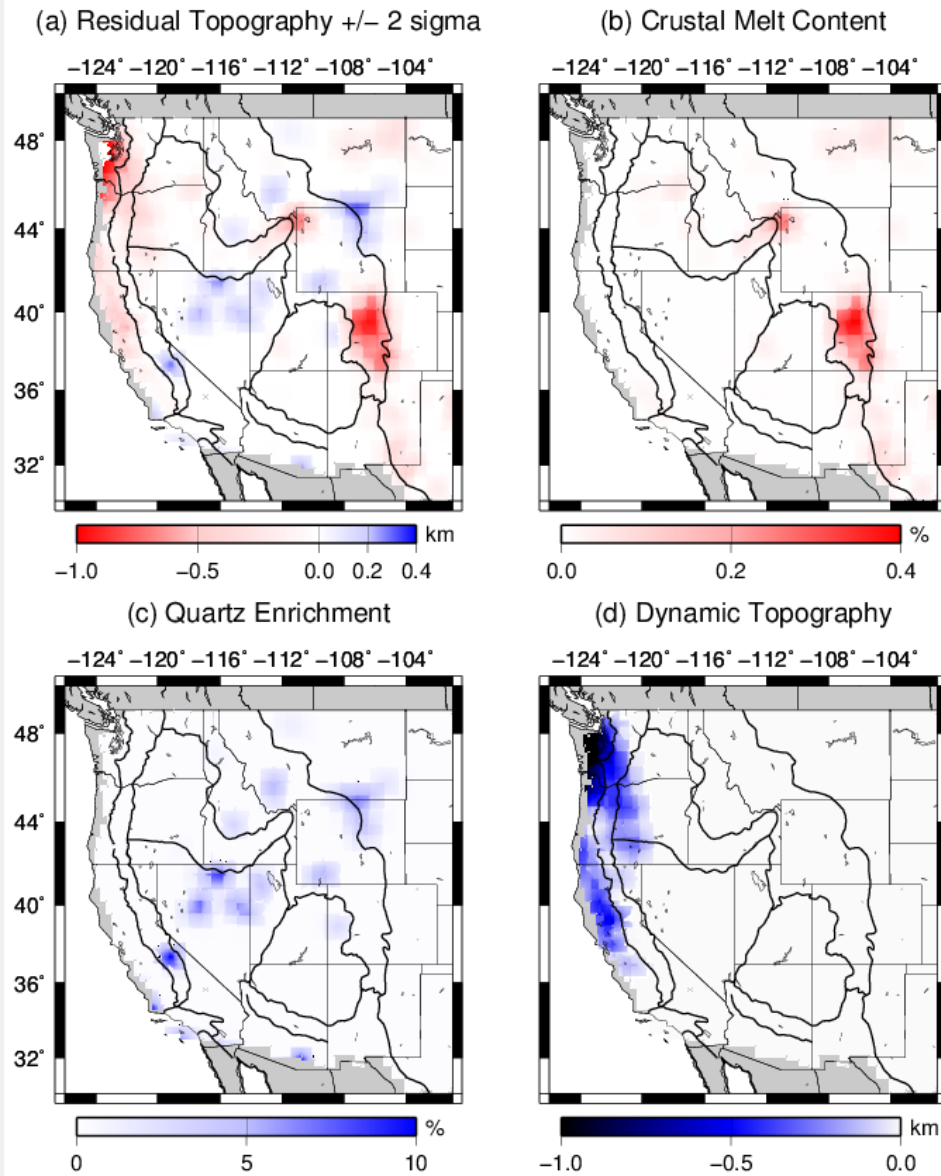 (a) Residual Topography +/− 2 sigma
(b) Crustal Melt Content
−124˚ −120˚ −116˚ −112˚ −108˚ −104˚
−124˚ −120˚ −116˚ −112˚ −108˚ −104˚
48˚
44˚
40˚
36˚
32˚
km
−1.0 −0.5 0.0 0.2 0.4
%
0.0 0.2 0.4
(c) Quartz Enrichment
(d) Dynamic Topography
−124˚ −120˚ −116˚ −112˚ −108˚ −104˚
−124˚ −120˚ −116˚ −112˚ −108˚ −104˚
48˚
44˚
40˚
36˚
32˚
%
0 5 10
km
−1.0 −0.5 0.0